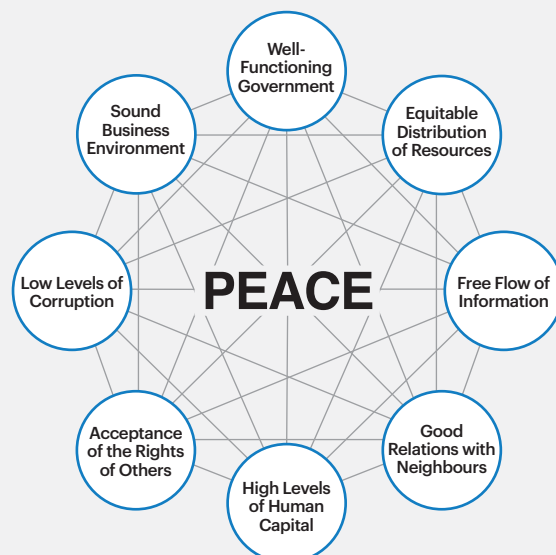 Well-
Functioning
Government
Sound
Business
Environment
Equitable
Distribution
of Resources
Low Levels of
Corruption
PEACE
Free Flow of
Information
Acceptance
of the Rights
of Others
Good
Relations with
Neighbours
High Levels
of Human
Capital